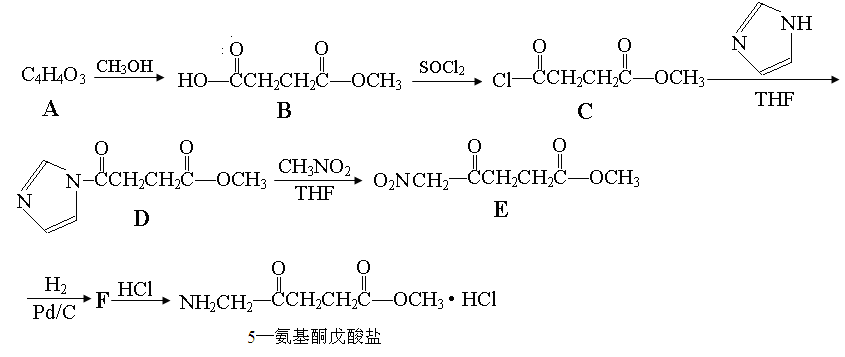 C4H4O3 CH3OH HO—CCH2CH2C—OCH3 SOCl2 Cl—CCH2CH2C—OCH3 N NH THF
O O O O
A B C
N N—CCH2CH2C—OCH3 CH3NO2 THF O2NCH2—CCH2CH2C—OCH3
O O O O
D E
H2 Pd/C F HCl NH2CH2—CCH2CH2C—OCH3 • HCl
O O
5—氨基酮戊酸盐